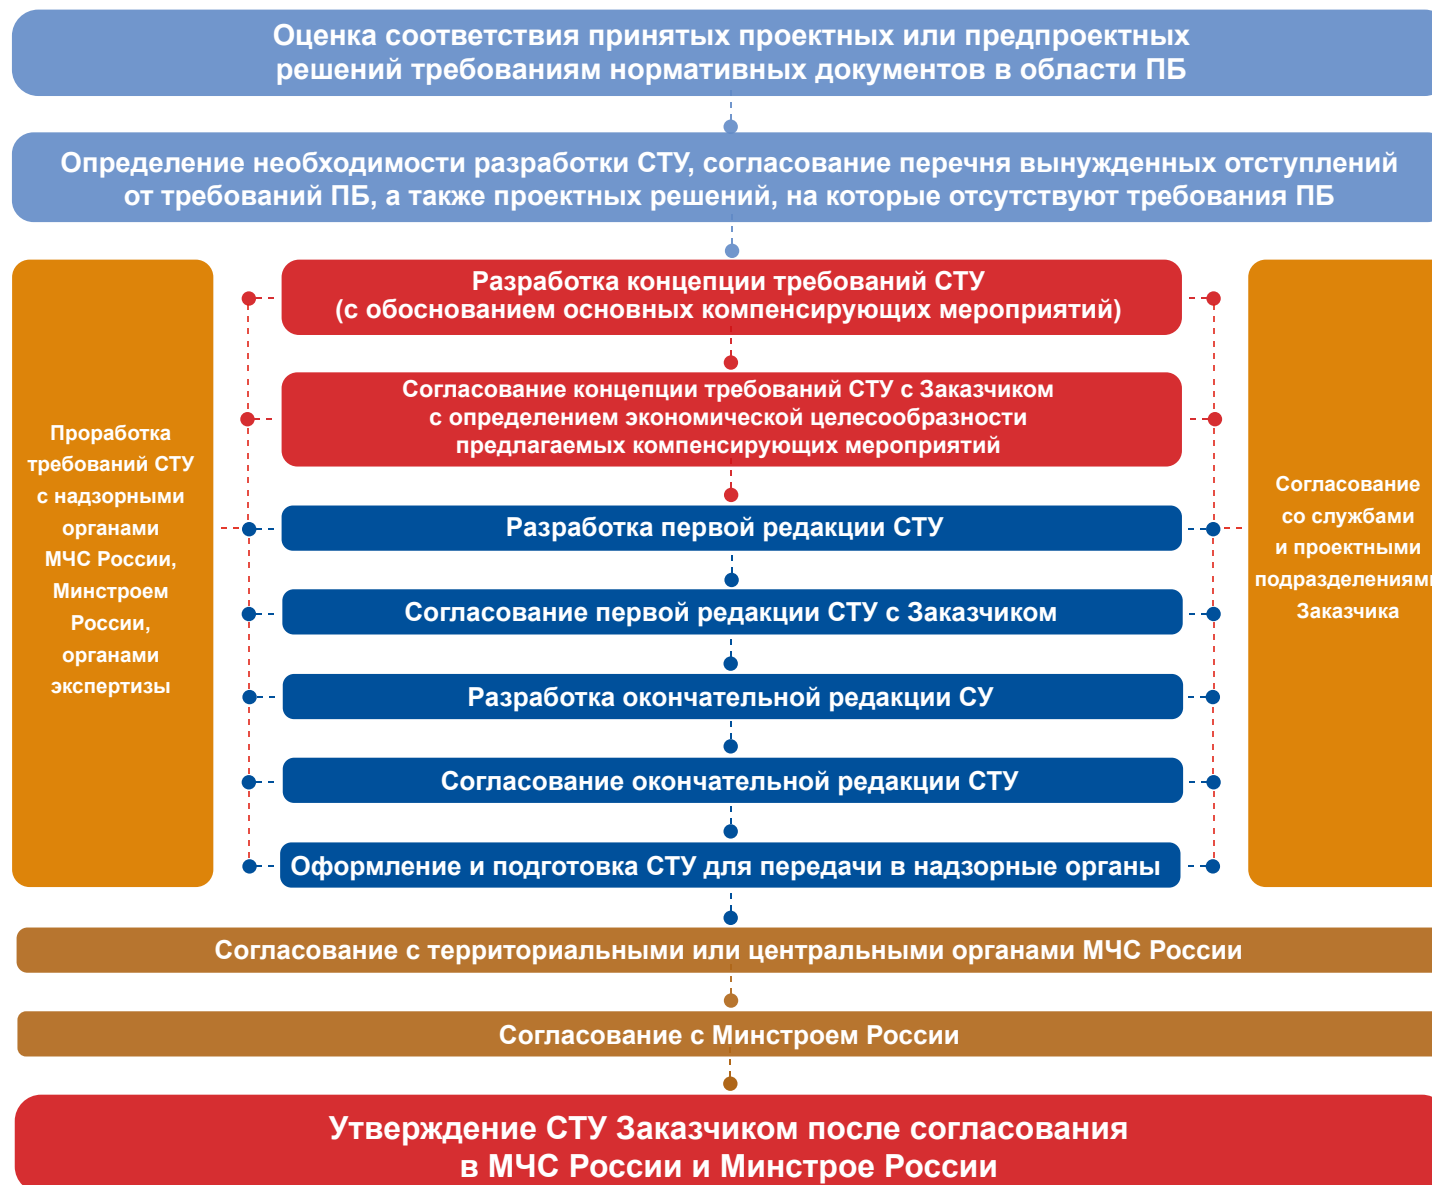 Оценка соответствия принятых проектных или предпроектных
решений требованиям нормативных документов в области ПБ
Определение необходимости разработки СТУ, согласование перечня вынужденных отступлений
от требований ПБ, а также проектных решений, на которые отсутствуют требования ПБ
Проработка
требований СТУ
с надзорными
органами
МЧС России,
Минстроем
России,
органами
экспертизы
Разработка концепции требований СТУ
(с обоснованием основных компенсирующих мероприятий)
Согласование концепции требований СТУ с Заказчиком
с определением экономической целесообразности
предлагаемых компенсирующих мероприятий
Разработка первой редакции СТУ
Согласование первой редакции СТУ с Заказчиком
Разработка окончательной редакции СУ
Согласование окончательной редакции СТУ
Оформление и подготовка СТУ для передачи в надзорные органы
Согласование
со службами
и проектными
подразделениями
Заказчика
Согласование с территориальными или центральными органами МЧС России
Согласование с Минстроем России
Утверждение СТУ Заказчиком после согласования
в МЧС России и Минстрое России